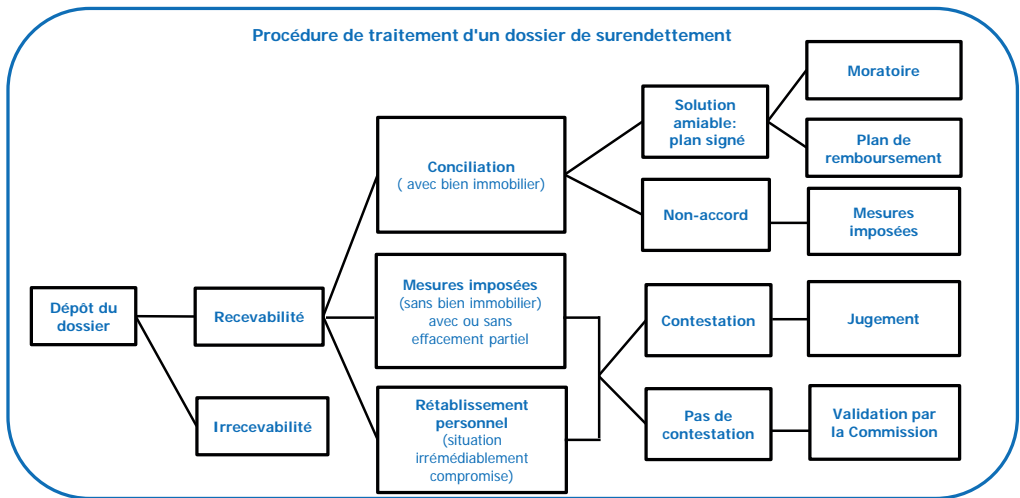 Procédure de traitement d'un dossier de surendettement
Dépôt du
dossier
Recevabilité
Irrecevabilité
Conciliation
( avec bien immobilier)
Mesures imposées
(sans bien immobilier)
avec ou sans
effacement partiel
Rétablissement
personnel
(situation
irrémédiablement
compromise)
Solution
amiable:
plan signé
Non-accord
Contestation
Pas de
contestation
Moratoire
Plan de
remboursement
Mesures
imposées
Jugement
Validation par
la Commission